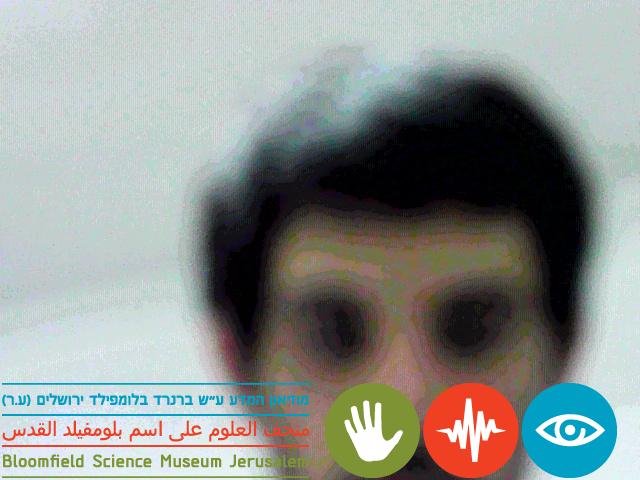 מוזיאון המדע ע״ש ברנרד בלומפילד ירושלים (ע.ר)
متحف العلوم على اسم بلومفيلد القدس
Bloomfield Science Museum Jerusalem